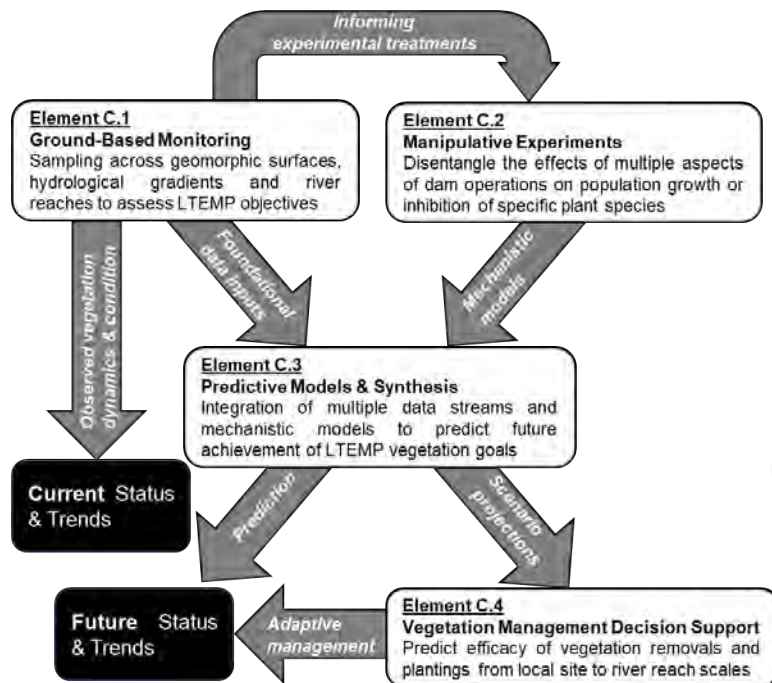 Informing
experimental treatments
Element C.1
Ground-Based Monitoring
Sampling across geomorphic surfaces,
hydrological gradients and river
reaches to assess LTEMP objectives
Element C.2
Manipulative Experiments
Disentangle the effects of multiple aspects
of dam operations on population growth or
inhibition of specific plant species
Observed vegetation
dynamics & condition
Foundational
data inputs
Mechanistic
models
Element C.3
Predictive Models & Synthesis
Integration of multiple data streams and
mechanistic models to predict future
achievement of LTEMP vegetation goals
Current Status
& Trends
Prediction
Scenario
projections
Future Status
& Trends
Adaptive
management
Element C.4
Vegetation Management Decision Support
Predict efficacy of vegetation removals and
plantings from local site to river reach scales